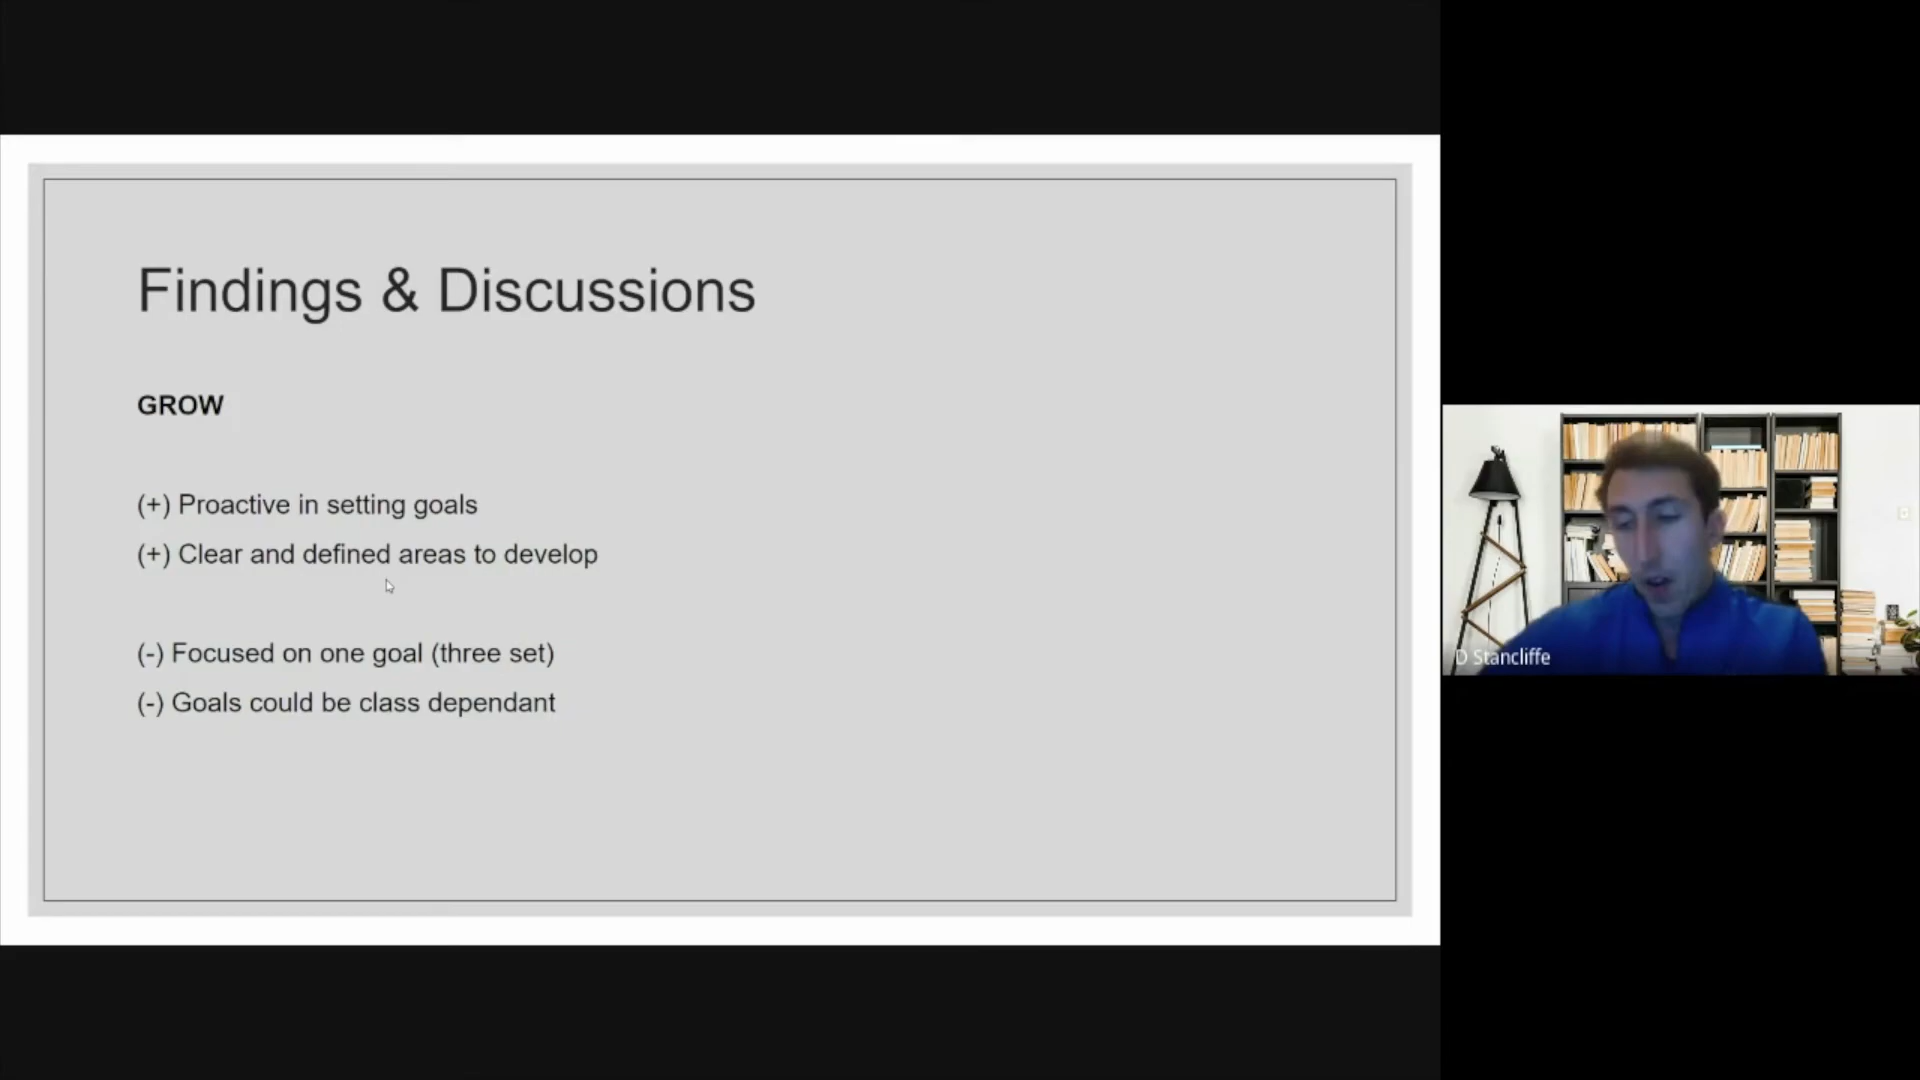 Findings & Discussions
GROW
(+) Proactive in setting goals
(+) Clear and defined areas to develop
(-) Focused on one goal (three set)
(-) Goals could be class dependant
D Stancliffe